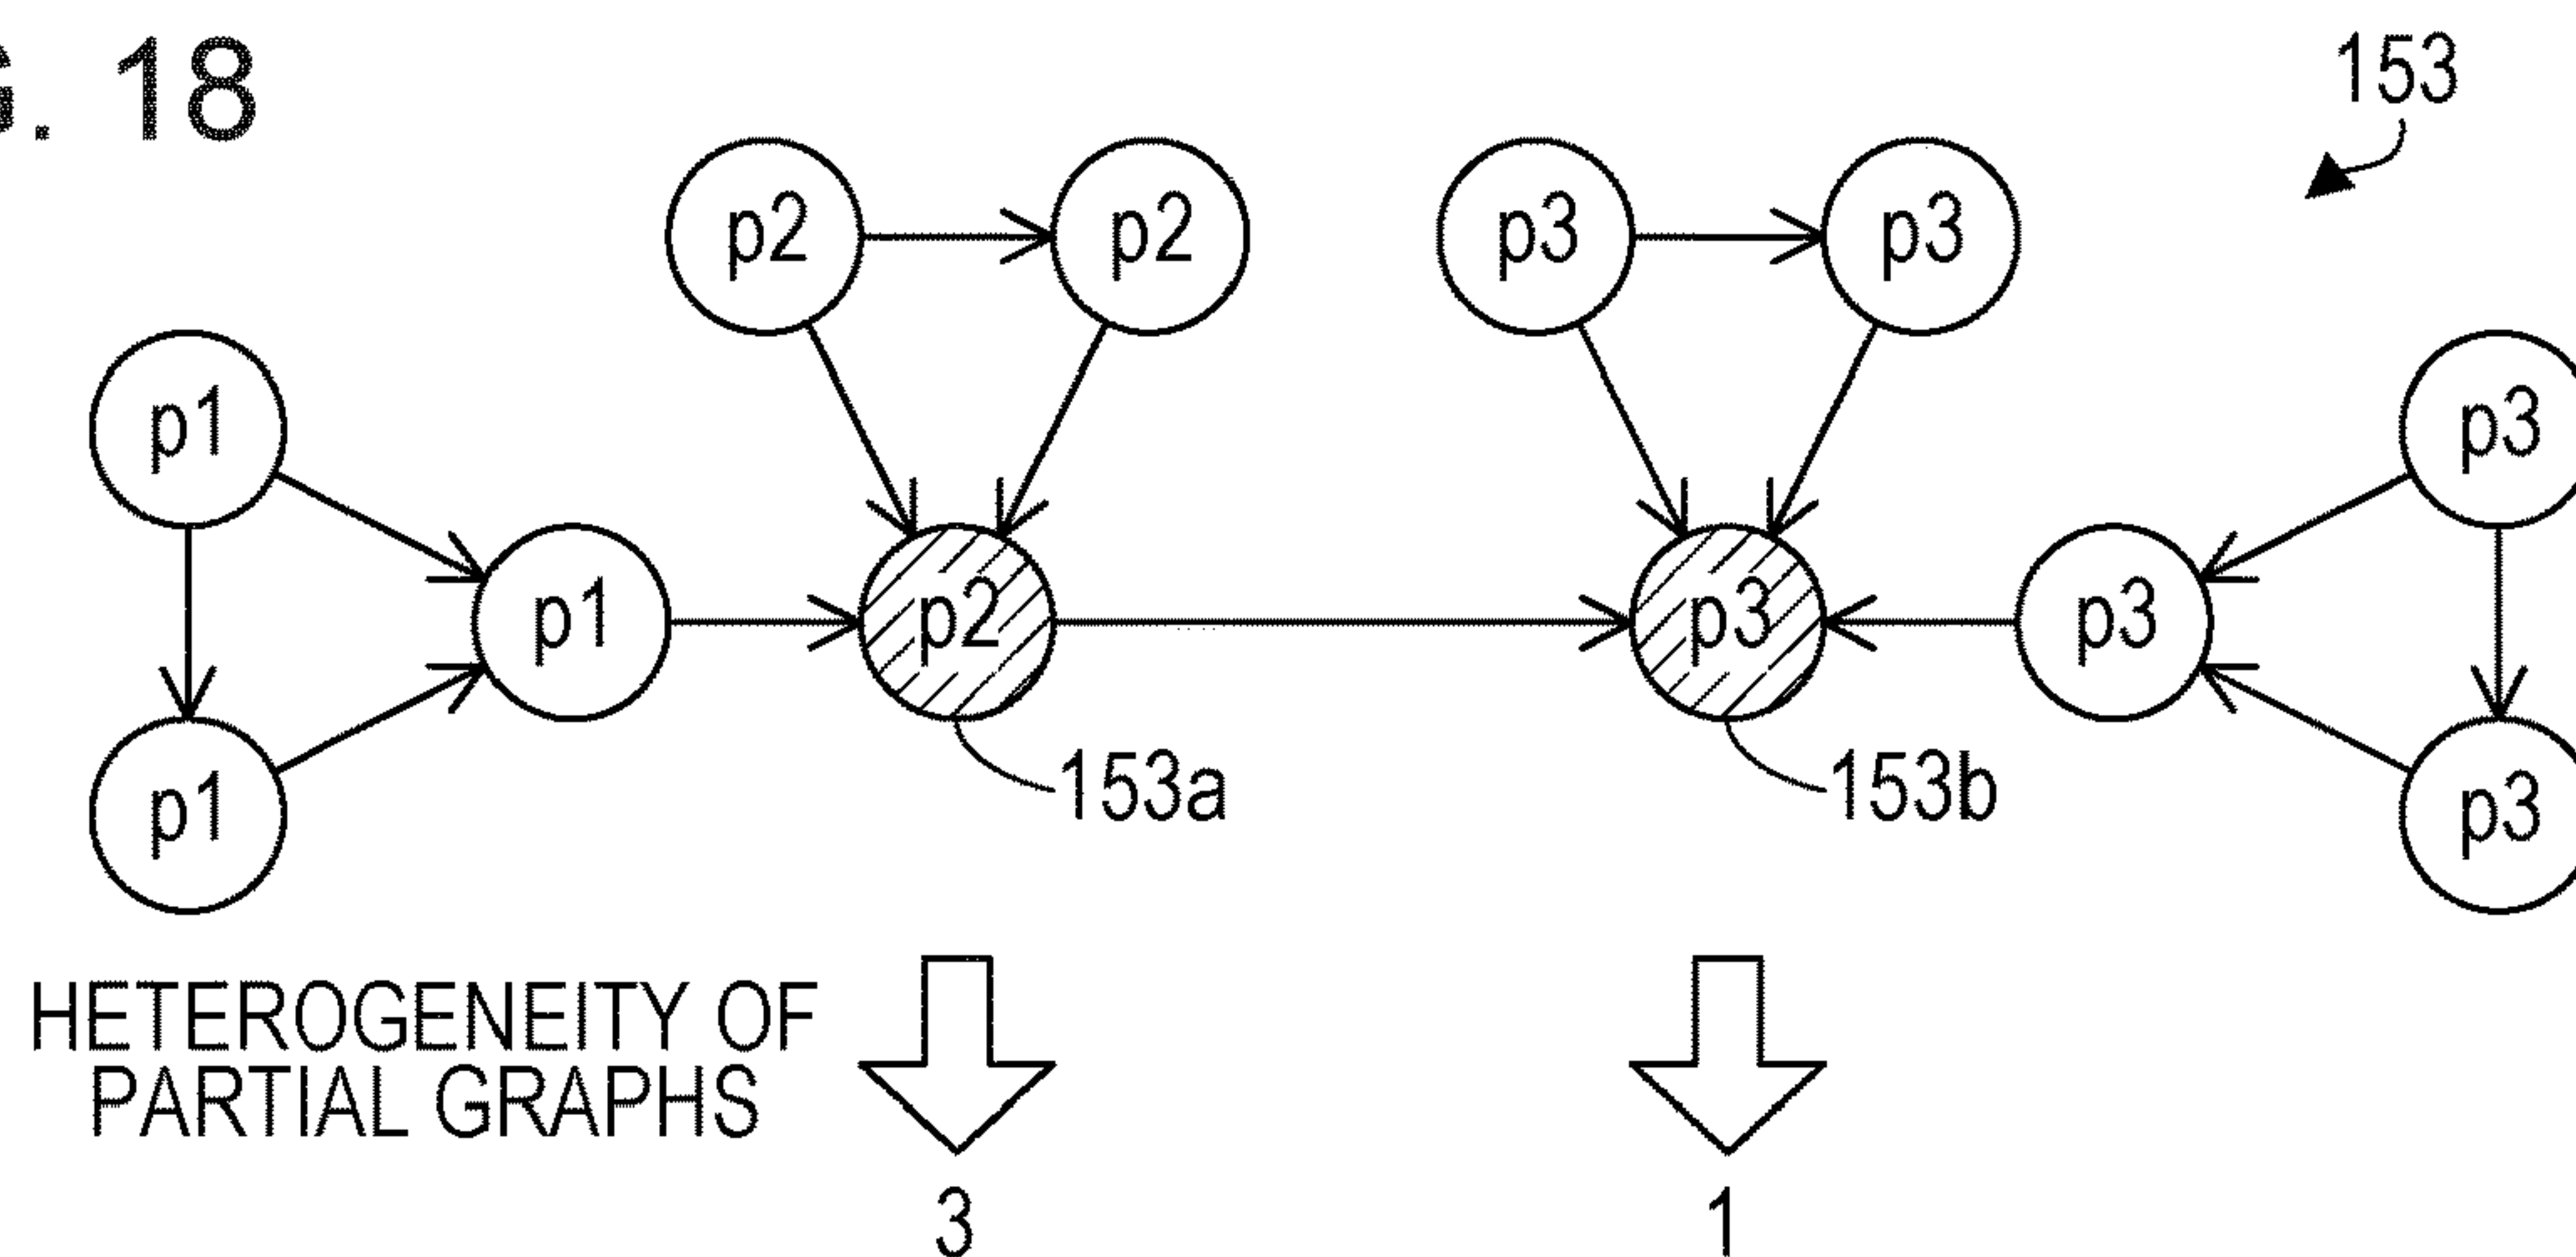 G. 18
153
p2 p2 p3 p3
p1 p3
p1 p2 p3 p3
153a 153b
p1 p3
HETEROGENEITY OF
PARTIAL GRAPHS
3 1